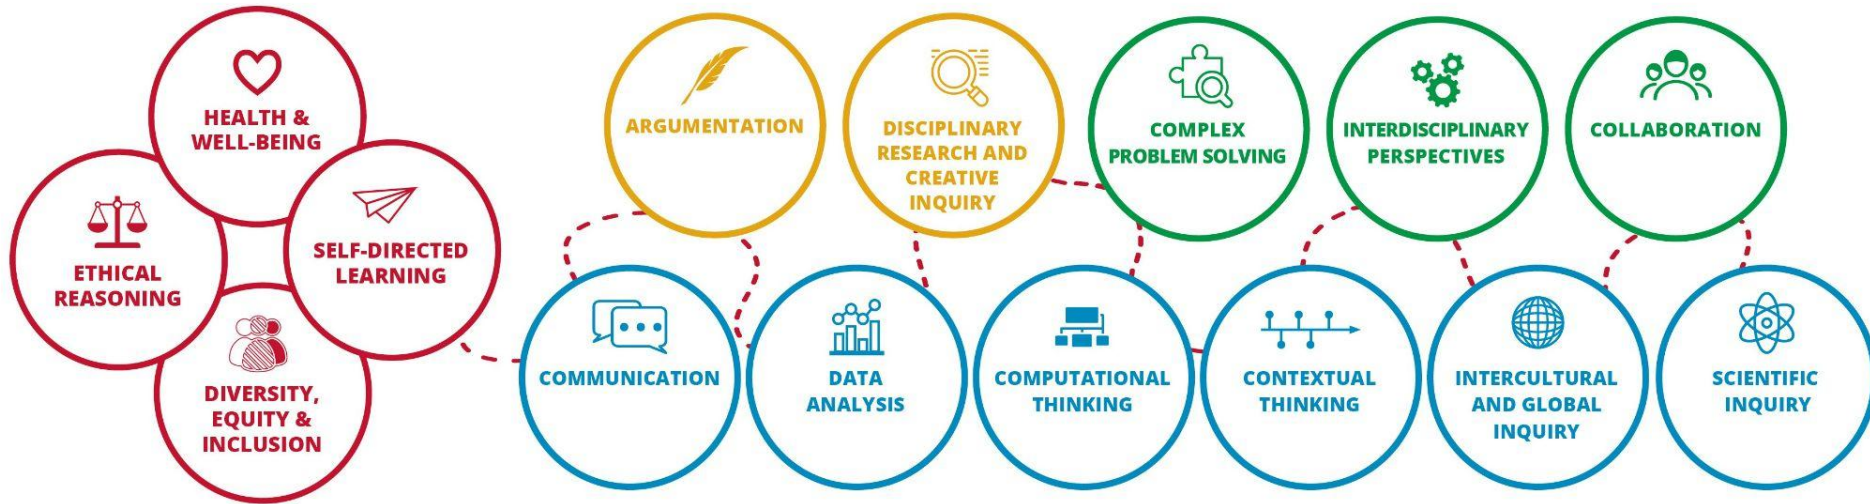 HEALTH &
WELL-BEING
ETHICAL
REASONING
SELF-DIRECTED
LEARNING
DIVERSITY,
EQUITY &
INCLUSION
ARGUMENTATION
DISCIPLINARY
RESEARCH AND
CREATIVE
INQUIRY
COMPLEX
PROBLEM SOLVING
INTERDISCIPLINARY
PERSPECTIVES
COLLABORATION
COMMUNICATION
DATA
ANALYSIS
COMPUTATIONAL
THINKING
CONTEXTUAL
THINKING
INTERCULTURAL
AND GLOBAL
INQUIRY
SCIENTIFIC
INQUIRY